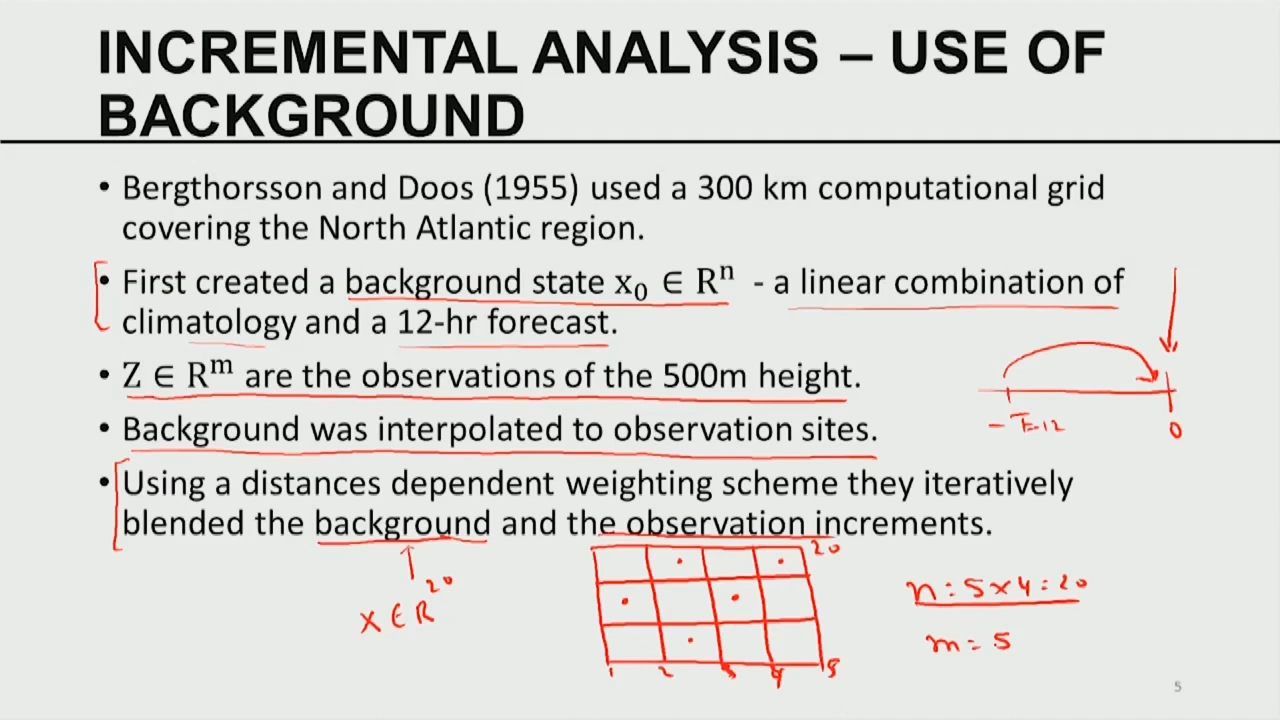 INCREMENTAL ANALYSIS – USE OF
BACKGROUND
• Bergthorsson and Doos (1955) used a 300 km computational grid
covering the North Atlantic region.
• First created a background state x₀ ∈ Rⁿ - a linear combination of
climatology and a 12-hr forecast.
• Z ∈ Rᵐ are the observations of the 500m height.
• Background was interpolated to observation sites.
• Using a distances dependent weighting scheme they iteratively
blended the background and the observation increments.
0
20
X ∈ R²⁰
n = 5 x 4 = 20
m = 5
1 2 3 4 5
5